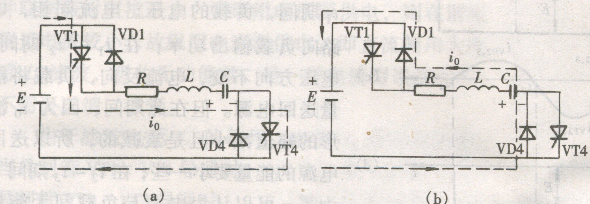 VT1 VD1
R L C
+ E
i₀
+ −
VD4 VT4
(a)
VT1 VD1
i₀
R L C
+ E
+ −
VD4 VT4
(b)